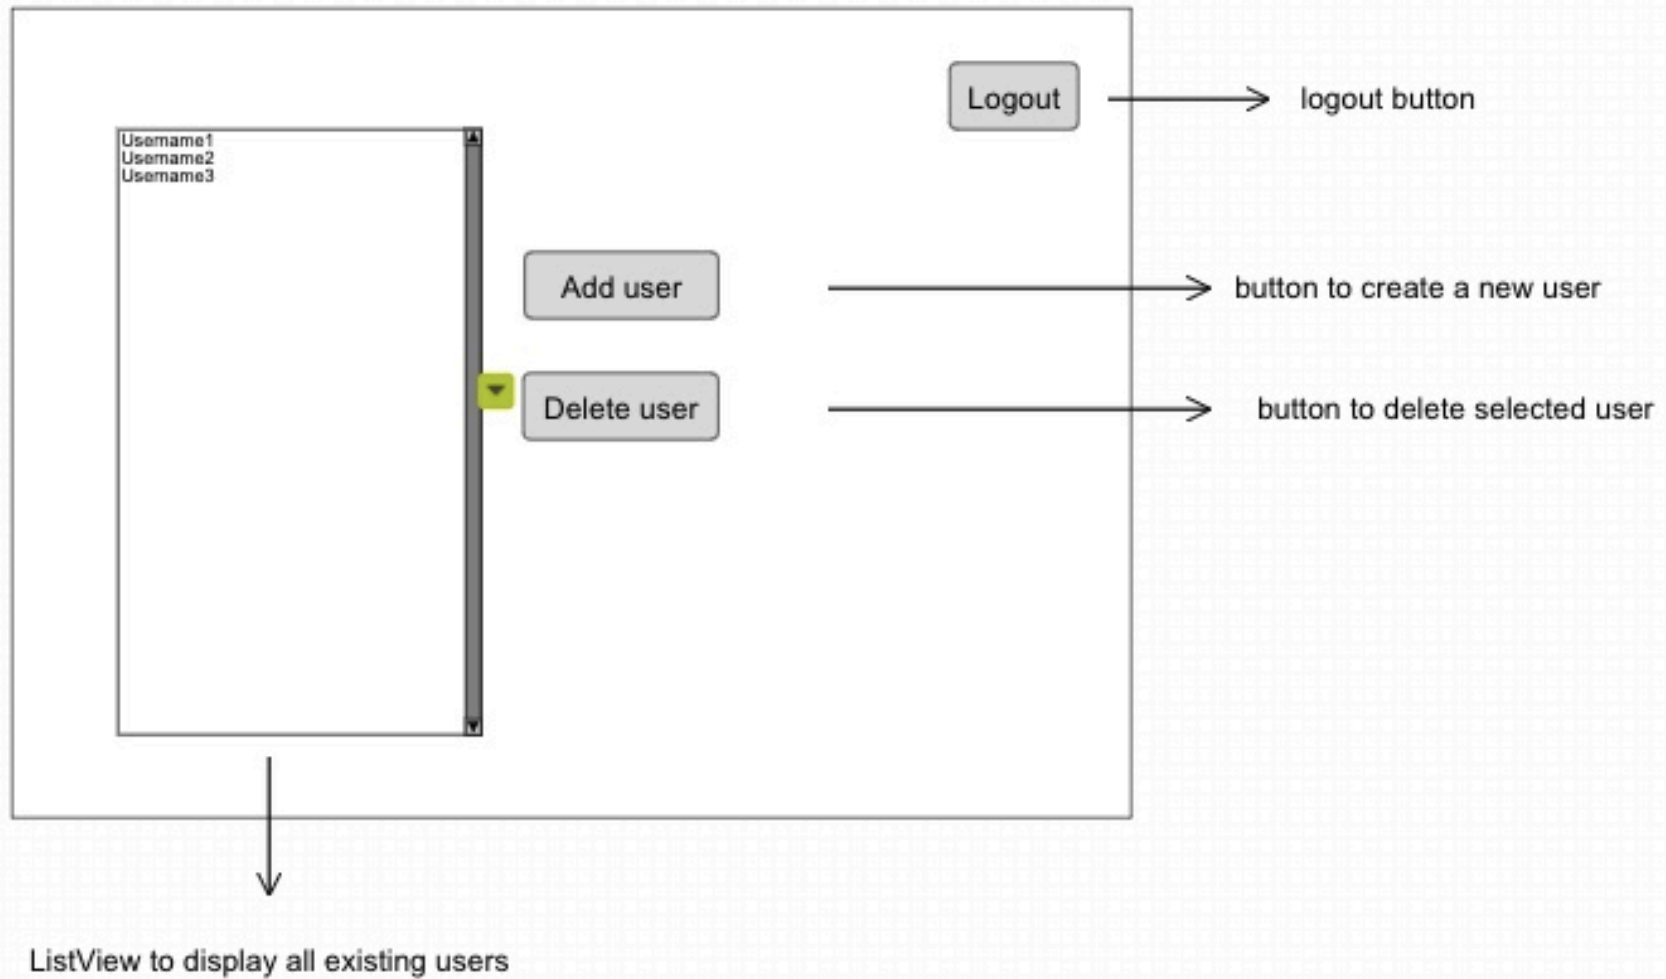 Logout
logout button
Username1
Username2
Username3
Add user
button to create a new user
Delete user
button to delete selected user
ListView to display all existing users